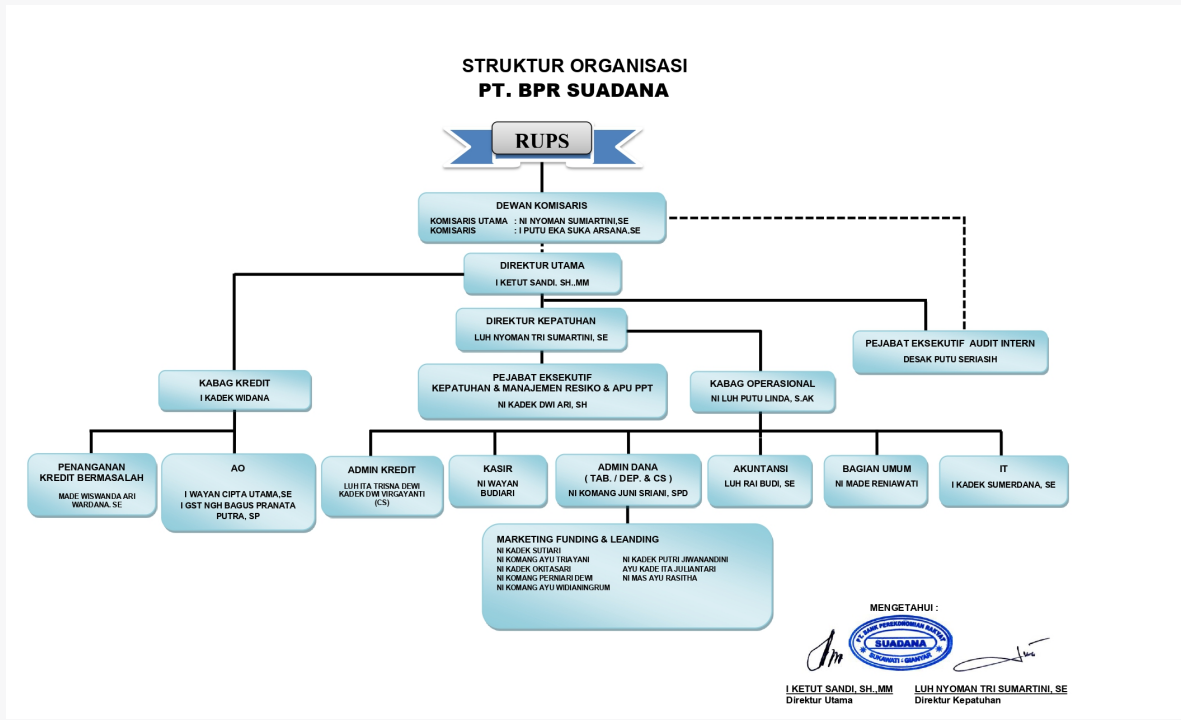 STRUKTUR ORGANISASI
PT. BPR SUADANA
RUPS
DEWAN KOMISARIS
KOMISARIS UTAMA : NI NYOMAN SUMIARTINI,SE
KOMISARIS : I PUTU EKA SUKA ARSANA.SE
DIREKTUR UTAMA
I KETUT SANDI. SH.,MM
DIREKTUR KEPATUHAN
LUH NYOMAN TRI SUMARTINI, SE
PEJABAT EKSEKUTIF AUDIT INTERN
DESAK PUTU SERIASIH
KABAG KREDIT
I KADEK WIDANA
PEJABAT EKSEKUTIF
KEPATUHAN & MANAJEMEN RESIKO & APU PPT
NI KADEK DWI ARI, SH
KABAG OPERASIONAL
NI LUH PUTU LINDA, S.AK
PENANGANAN
KREDIT BERMASALAH
MADE WISWANDA ARI
WARDANA. SE
AO
I WAYAN CIPTA UTAMA,SE
I GST NGH BAGUS PRANATA
PUTRA, SP
ADMIN KREDIT
LUH ITA TRISNA DEWI
KADEK DWI VIRGAYANTI
(CS)
KASIR
NI WAYAN
BUDIARI
ADMIN DANA
( TAB. / DEP. & CS )
NI KOMANG JUNI SRIANI, SPD
AKUNTANSI
LUH RAI BUDI, SE
BAGIAN UMUM
NI MADE RENIAWATI
IT
I KADEK SUMERDANA, SE
MARKETING FUNDING & LEANDING
NI KADEK SUTIARI
NI KOMANG AYU TRIAYANI NI KADEK PUTRI JIWANANDINI
NI KADEK OKITASARI AYU KADE ITA JULIANTARI
NI KOMANG PERNIARI DEWI NI MAS AYU RASITHA
NI KOMANG AYU WIDIANINGRUM
MENGETAHUI :
PT. BANK PEREKONOMIAN RAKYAT
SUADANA
SUKAWATI - GIANYAR
I KETUT SANDI, SH.,MM LUH NYOMAN TRI SUMARTINI, SE
Direktur Utama Direktur Kepatuhan